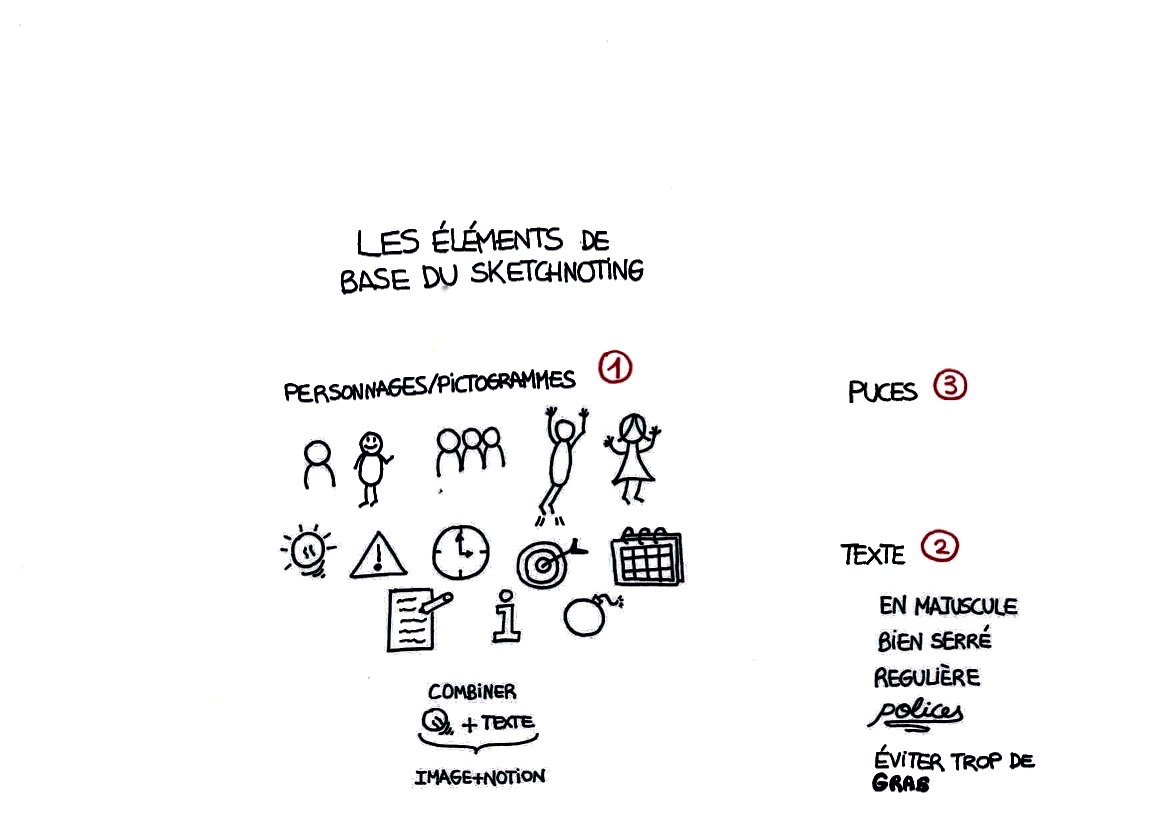 LES ÉLÉMENTS DE
BASE DU SKETCHNOTING
PERSONNAGES/PICTOGRAMMES 1
COMBINER
+ TEXTE
IMAGE+NOTION
TEXTE 2
EN MAJUSCULE
BIEN SERRÉ
REGULIÈRE
polices
ÉVITER TROP DE
GRAB
PUCES 3